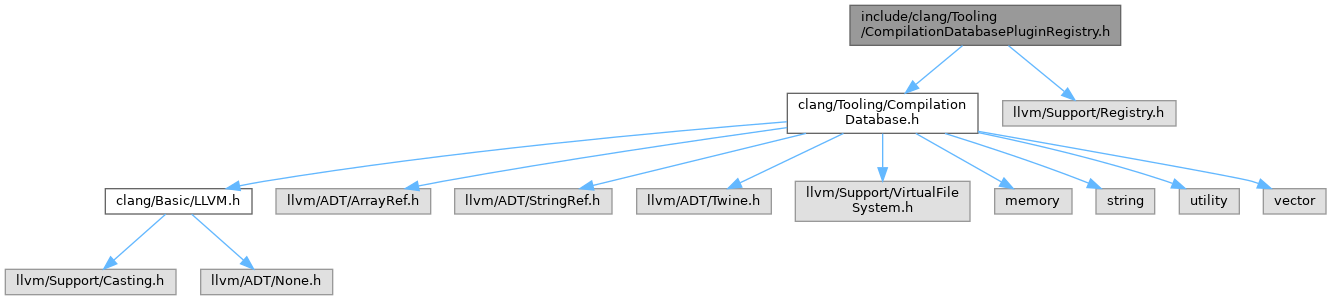 include/clang/Tooling
/CompilationDatabasePluginRegistry.h
clang/Tooling/Compilation
Database.h
llvm/Support/Registry.h
clang/Basic/LLVM.h
llvm/ADT/ArrayRef.h
llvm/ADT/StringRef.h
llvm/ADT/Twine.h
llvm/Support/VirtualFile
System.h
memory
string
utility
vector
llvm/Support/Casting.h
llvm/ADT/None.h